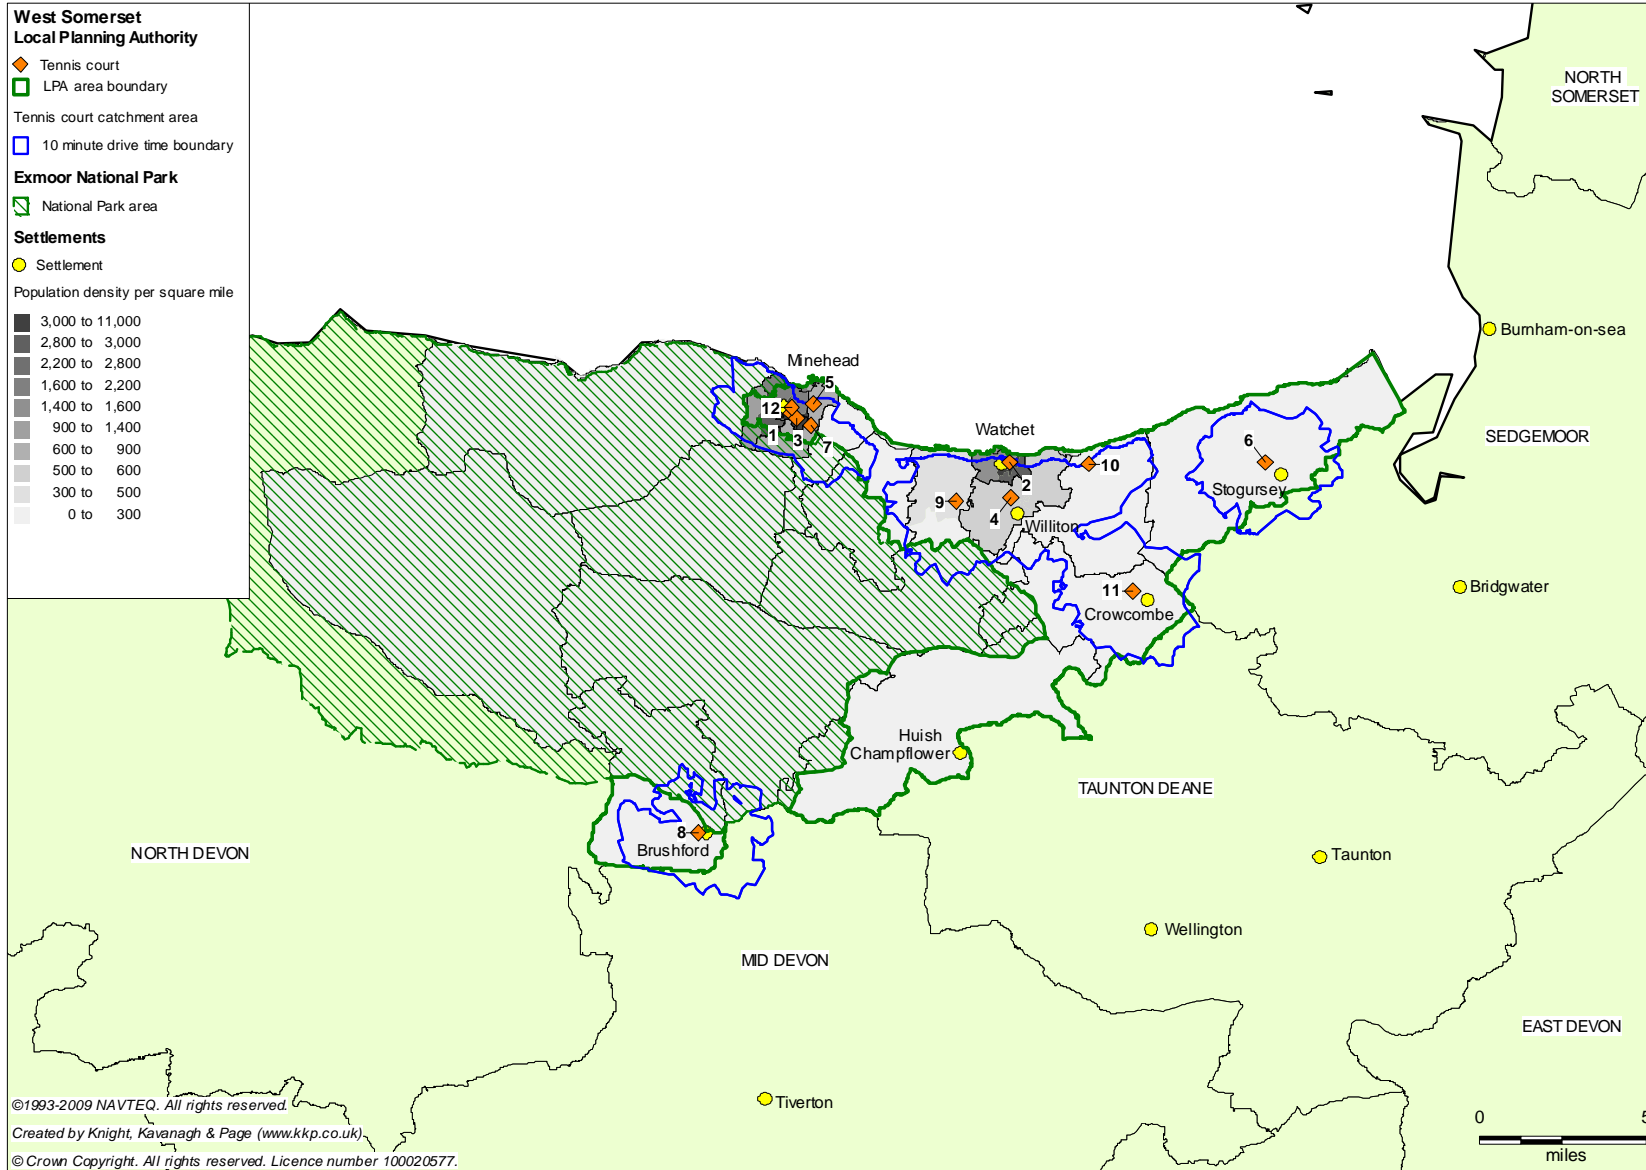 West Somerset
Local Planning Authority
Tennis court
LPA area boundary
Tennis court catchment area
10 minute drive time boundary
Exmoor National Park
National Park area
Settlements
Settlement
Population density per square mile
3,000 to 11,000
2,800 to 3,000
2,200 to 2,800
1,600 to 2,200
1,400 to 1,600
900 to 1,400
600 to 900
500 to 600
300 to 500
0 to 300
NORTH
SOMERSET
Burnham-on-sea
Minehead
5
12
1
3
7
Watchet
SEDGEMOOR
6
10
2
Stogursey
9
4
Williton
Bridgwater
11
Crowcombe
Huish
Champflower
TAUNTON DEANE
8
Brushford
NORTH DEVON
Taunton
Wellington
MID DEVON
EAST DEVON
Tiverton
©1993-2009 NAVTEQ. All rights reserved.
Created by Knight, Kavanagh & Page (www.kkp.co.uk)
© Crown Copyright. All rights reserved. Licence number 100020577.
0 5
miles